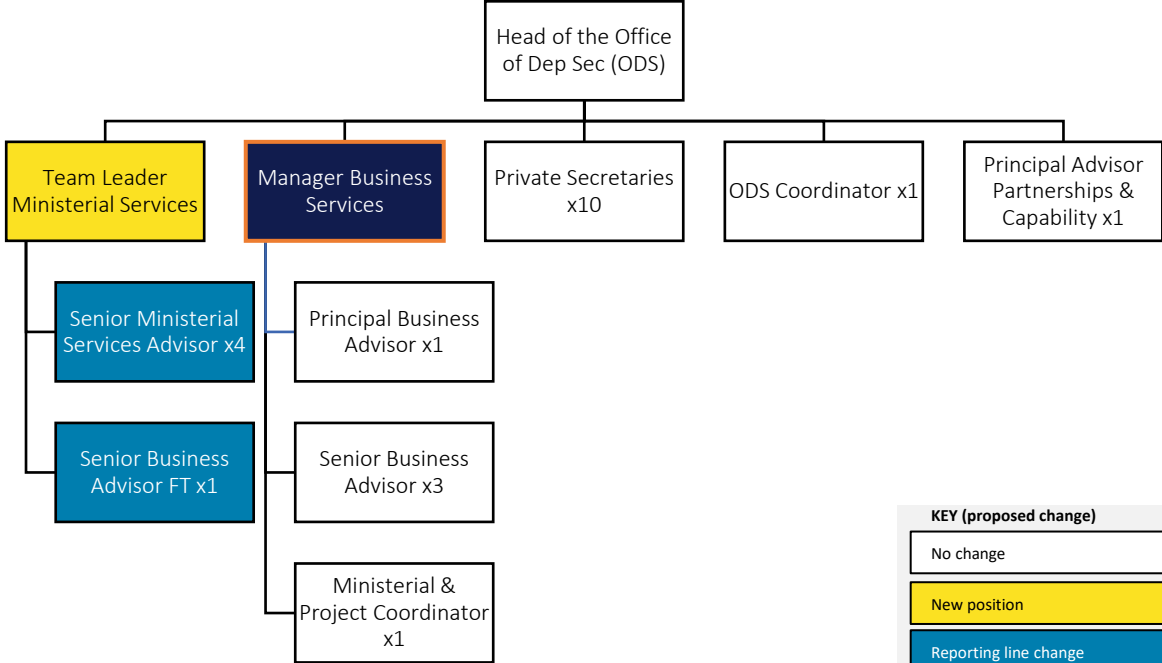 Head of the Office
of Dep Sec (ODS)
Team Leader
Ministerial Services
Manager Business
Services
Private Secretaries
x10
ODS Coordinator x1
Principal Advisor
Partnerships &
Capability x1
Senior Ministerial
Services Advisor x4
Principal Business
Advisor x1
Senior Business
Advisor FT x1
Senior Business
Advisor x3
Ministerial &
Project Coordinator
x1
KEY (proposed change)
No change
New position
Reporting line change